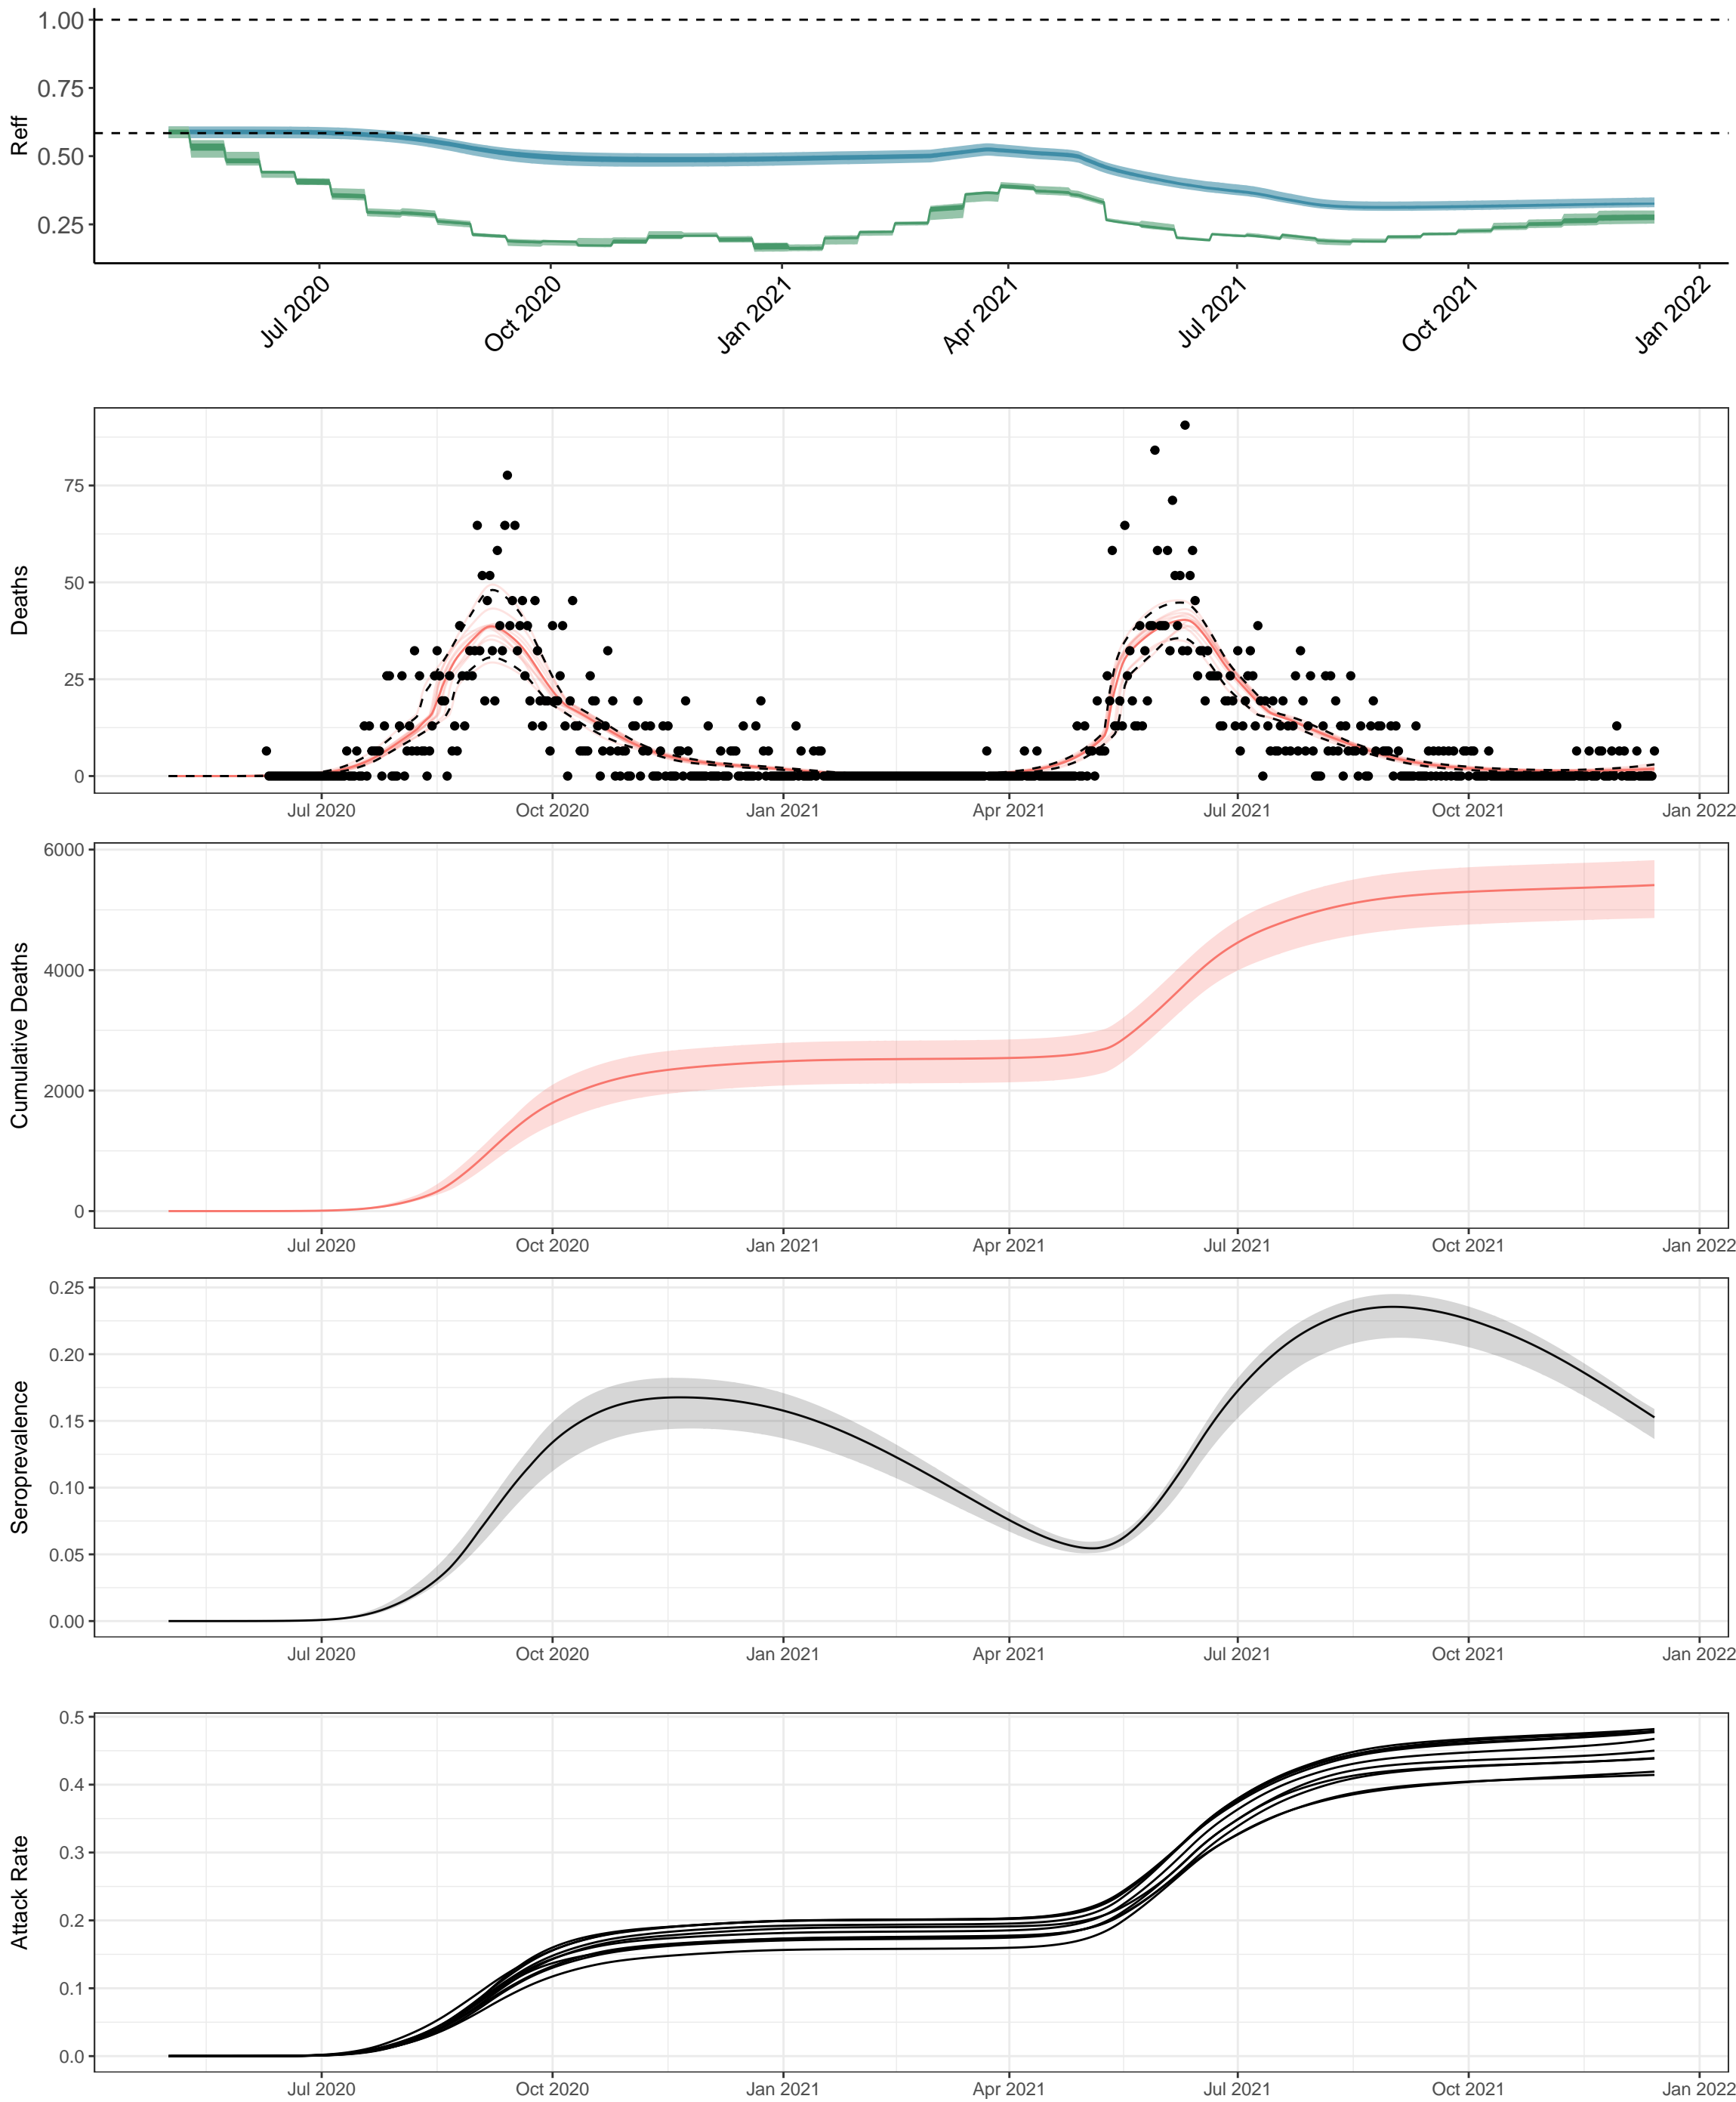 Reff
1.00
0.75
0.50
0.25
Jul 2020
Oct 2020
Jan 2021
Apr 2021
Jul 2021
Oct 2021
Jan 2022
Deaths
75
50
25
0
Jul 2020
Oct 2020
Jan 2021
Apr 2021
Jul 2021
Oct 2021
Jan 2022
Cumulative Deaths
6000
4000
2000
0
Jul 2020
Oct 2020
Jan 2021
Apr 2021
Jul 2021
Oct 2021
Jan 2022
Seroprevalence
0.25
0.20
0.15
0.10
0.05
0.00
Jul 2020
Oct 2020
Jan 2021
Apr 2021
Jul 2021
Oct 2021
Jan 2022
Attack Rate
0.5
0.4
0.3
0.2
0.1
0.0
Jul 2020
Oct 2020
Jan 2021
Apr 2021
Jul 2021
Oct 2021
Jan 2022